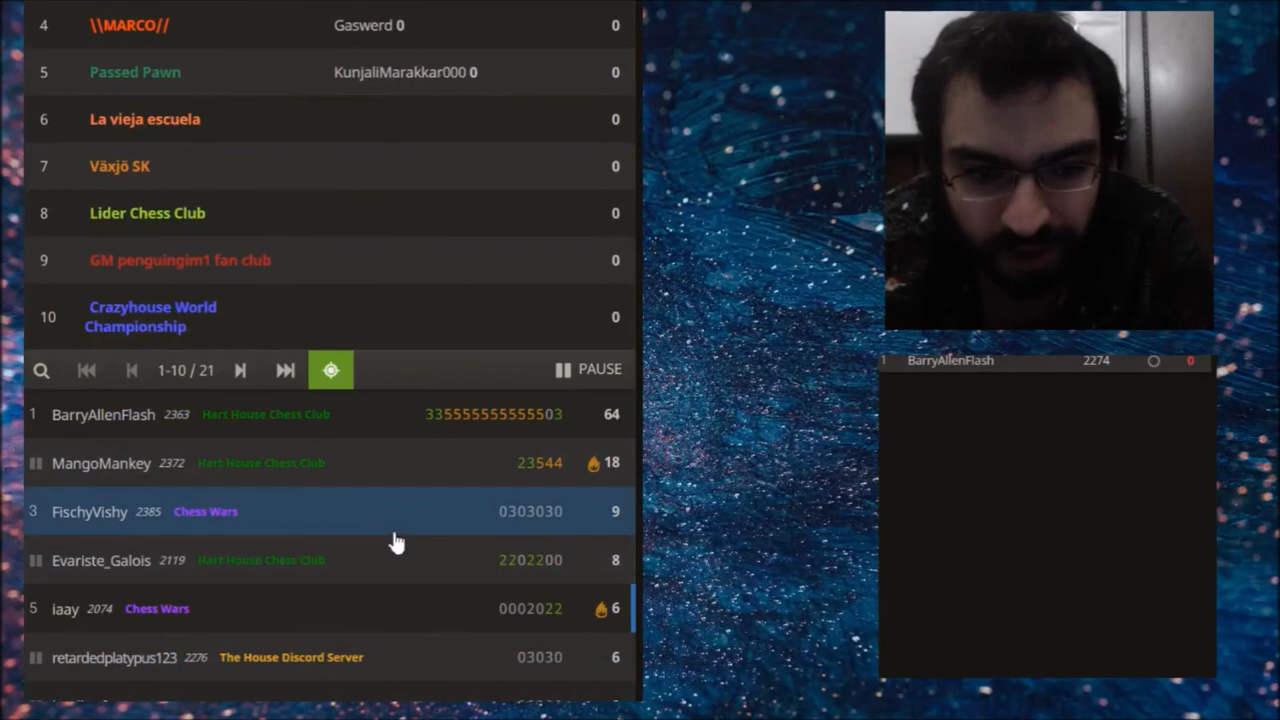 4 \\MARCO// Gaswerd 0 0
5 Passed Pawn KunjaliMarakkar000 0 0
6 La vieja escuela 0
7 Växjö SK 0
8 Lider Chess Club 0
9 GM penguingim1 fan club 0
10 Crazyhouse World
Championship 0
1-10 / 21 PAUSE
1 BarryAllenFlash 2363 Hart House Chess Club 33555555555555503 64
MangoMankey 2372 Hart House Chess Club 23544 18
3 FischyVishy 2385 Chess Wars 0303030 9
Evariste_Galois 2119 Hart House Chess Club 2202200 8
5 iaay 2074 Chess Wars 0002022 6
retardedplatypus123 2276 The House Discord Server 03030 6
1 BarryAllenFlash 2274 0